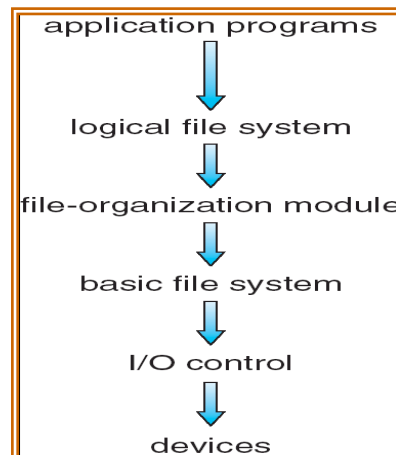 application programs
logical file system
file-organization module
basic file system
I/O control
devices